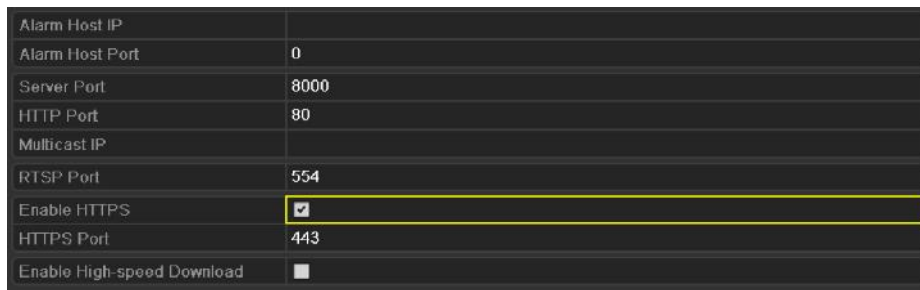 Alarm Host IP
Alarm Host Port 0
Server Port 8000
HTTP Port 80
Multicast IP
RTSP Port 554
Enable HTTPS
HTTPS Port 443
Enable High-speed Download